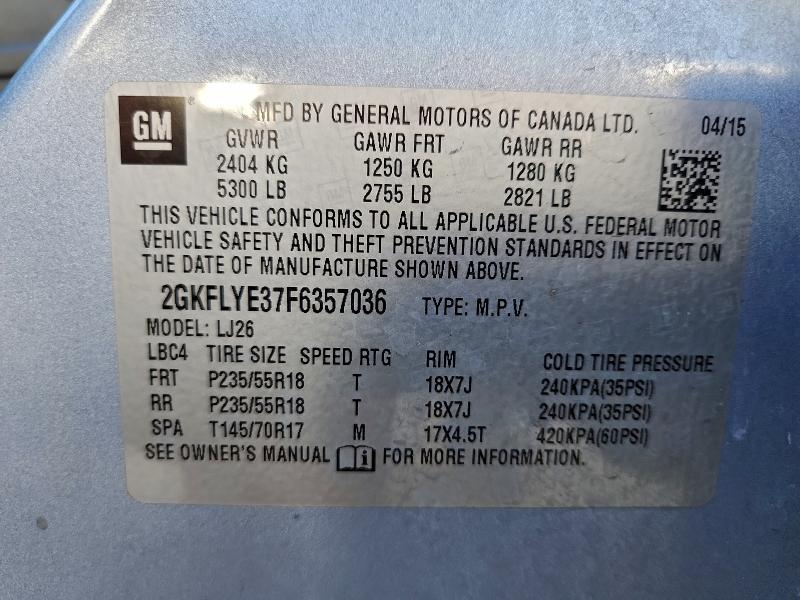 GM ® MFD BY GENERAL MOTORS OF CANADA LTD. 04/15
GVWR GAWR FRT GAWR RR
2404 KG 1250 KG 1280 KG
5300 LB 2755 LB 2821 LB
THIS VEHICLE CONFORMS TO ALL APPLICABLE U.S. FEDERAL MOTOR
VEHICLE SAFETY AND THEFT PREVENTION STANDARDS IN EFFECT ON
THE DATE OF MANUFACTURE SHOWN ABOVE.
2GKFLYE37F6357036 TYPE: M.P.V.
MODEL: LJ26
LBC4 TIRE SIZE SPEED RTG RIM COLD TIRE PRESSURE
FRT P235/55R18 T 18X7J 240KPA(35PSI)
RR P235/55R18 T 18X7J 240KPA(35PSI)
SPA T145/70R17 M 17X4.5T 420KPA(60PSI)
SEE OWNER'S MANUAL i FOR MORE INFORMATION.